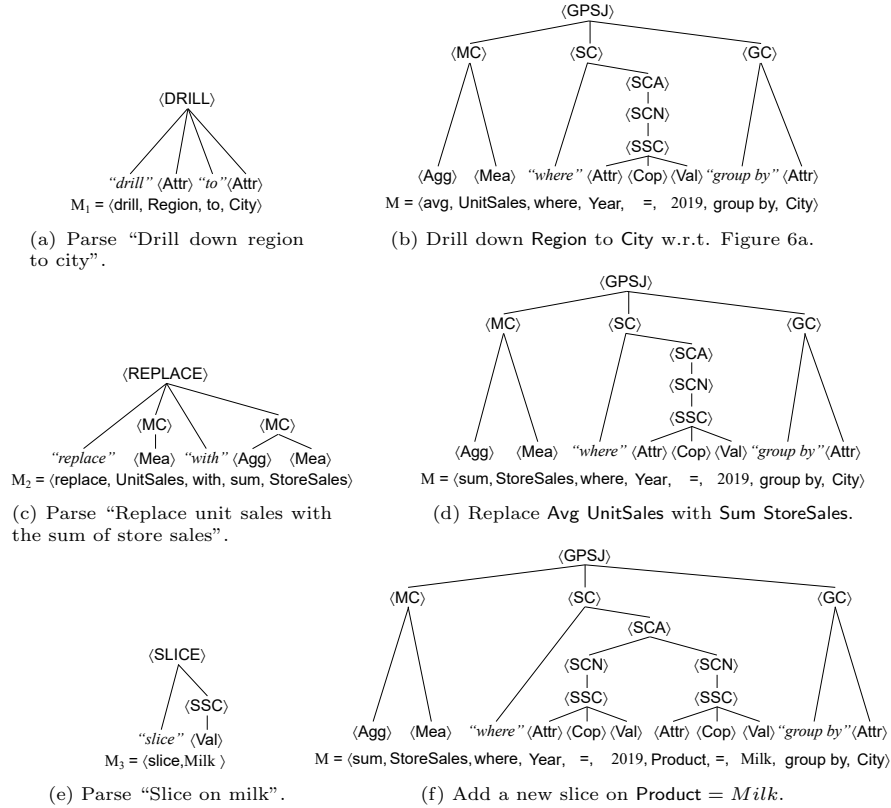 ⟨DRILL⟩
“drill” ⟨Attr⟩ “to” ⟨Attr⟩
M₁ = ⟨drill, Region, to, City⟩
(a) Parse “Drill down region
to city”.
⟨GPSJ⟩
⟨MC⟩ ⟨SC⟩ ⟨GC⟩
⟨SCA⟩
⟨SCN⟩
⟨SSC⟩
⟨Agg⟩ ⟨Mea⟩ “where” ⟨Attr⟩ ⟨Cop⟩ ⟨Val⟩ “group by” ⟨Attr⟩
M = ⟨avg, UnitSales, where, Year, =, 2019, group by, City⟩
(b) Drill down Region to City w.r.t. Figure 6a.
⟨REPLACE⟩
⟨MC⟩ ⟨MC⟩
“replace” ⟨Mea⟩ “with” ⟨Agg⟩ ⟨Mea⟩
M₂ = ⟨replace, UnitSales, with, sum, StoreSales⟩
(c) Parse “Replace unit sales with
the sum of store sales”.
⟨GPSJ⟩
⟨MC⟩ ⟨SC⟩ ⟨GC⟩
⟨SCA⟩
⟨SCN⟩
⟨SSC⟩
⟨Agg⟩ ⟨Mea⟩ “where” ⟨Attr⟩ ⟨Cop⟩ ⟨Val⟩ “group by” ⟨Attr⟩
M = ⟨sum, StoreSales, where, Year, =, 2019, group by, City⟩
(d) Replace Avg UnitSales with Sum StoreSales.
⟨SLICE⟩
⟨SSC⟩
“slice” ⟨Val⟩
M₃ = ⟨slice,Milk ⟩
(e) Parse “Slice on milk”.
⟨GPSJ⟩
⟨MC⟩ ⟨SC⟩ ⟨GC⟩
⟨SCA⟩
⟨SCN⟩ ⟨SCN⟩
⟨SSC⟩ ⟨SSC⟩
⟨Agg⟩ ⟨Mea⟩ “where” ⟨Attr⟩ ⟨Cop⟩ ⟨Val⟩ ⟨Attr⟩ ⟨Cop⟩ ⟨Val⟩ “group by” ⟨Attr⟩
M = ⟨sum, StoreSales, where, Year, =, 2019, Product, =, Milk, group by, City⟩
(f) Add a new slice on Product = Milk.